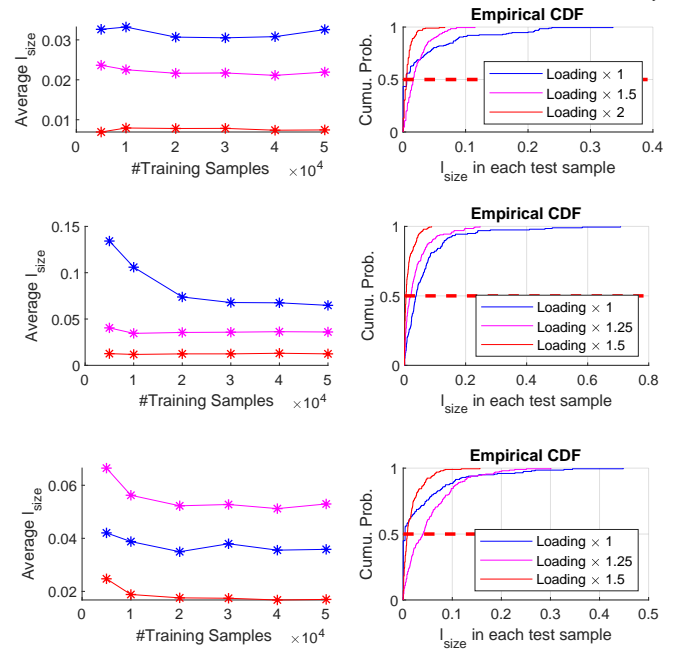 Average I_size
0.03
0.02
0.01
0 1 2 3 4 5
#Training Samples ×10^4
Empirical CDF
Cumu. Prob.
1
0.5
0
Loading × 1
Loading × 1.5
Loading × 2
0 0.1 0.2 0.3 0.4
I_size in each test sample
Average I_size
0.15
0.1
0.05
0
0 1 2 3 4 5
#Training Samples ×10^4
Empirical CDF
Cumu. Prob.
1
0.5
0
Loading × 1
Loading × 1.25
Loading × 1.5
0 0.2 0.4 0.6 0.8
I_size in each test sample
Average I_size
0.06
0.04
0.02
0 1 2 3 4 5
#Training Samples ×10^4
Empirical CDF
Cumu. Prob.
1
0.5
0
Loading × 1
Loading × 1.25
Loading × 1.5
0 0.1 0.2 0.3 0.4 0.5
I_size in each test sample